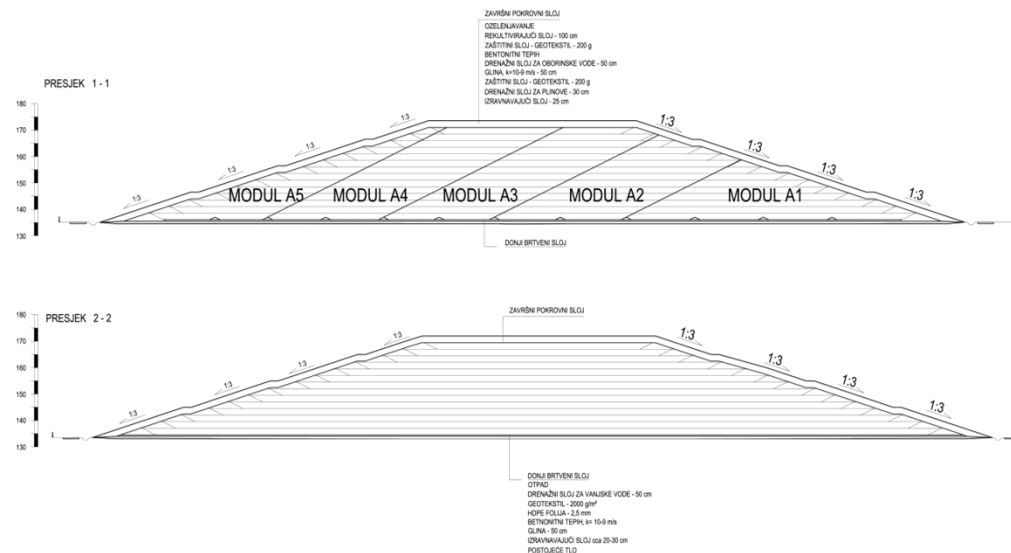 ZAVRŠNI POKROVNI SLOJ
OZELENJAVANJE
REKULTIVIRAJUĆI SLOJ - 100 cm
ZAŠTITINI SLOJ - GEOTEKSTIL - 200 g
BENTONITNI TEPIH
DRENAŽNI SLOJ ZA OBORINSKE VODE - 50 cm
GLINA, k=10-9 m/s - 50 cm
ZAŠTITNI SLOJ - GEOTEKSTIL - 200 g
DRENAŽNI SLOJ ZA PLINOVE - 30 cm
IZRAVNAVAJUĆI SLOJ - 25 cm
PRESJEK 1 - 1
180
170
160
150
140
130
1:3
1:3
1:3
1:3
1:3
1:3
1:3
1:3
MODUL A5
MODUL A4
MODUL A3
MODUL A2
MODUL A1
DONJI BRTVENI SLOJ
PRESJEK 2 - 2
ZAVRŠNI POKROVNI SLOJ
180
170
160
150
140
130
1:3
1:3
1:3
1:3
1:3
1:3
1:3
1:3
DONJI BRTVENI SLOJ
OTPAD
DRENAŽNI SLOJ ZA VANJSKE VODE - 50 cm
GEOTEKSTIL - 2000 g/m²
HDPE FOLIJA - 2,5 mm
BETNONITNI TEPIH, k= 10-9 m/s
GLINA - 50 cm
IZRAVNAVAJUĆI SLOJ cca 20-30 cm
POSTOJEĆE TLO